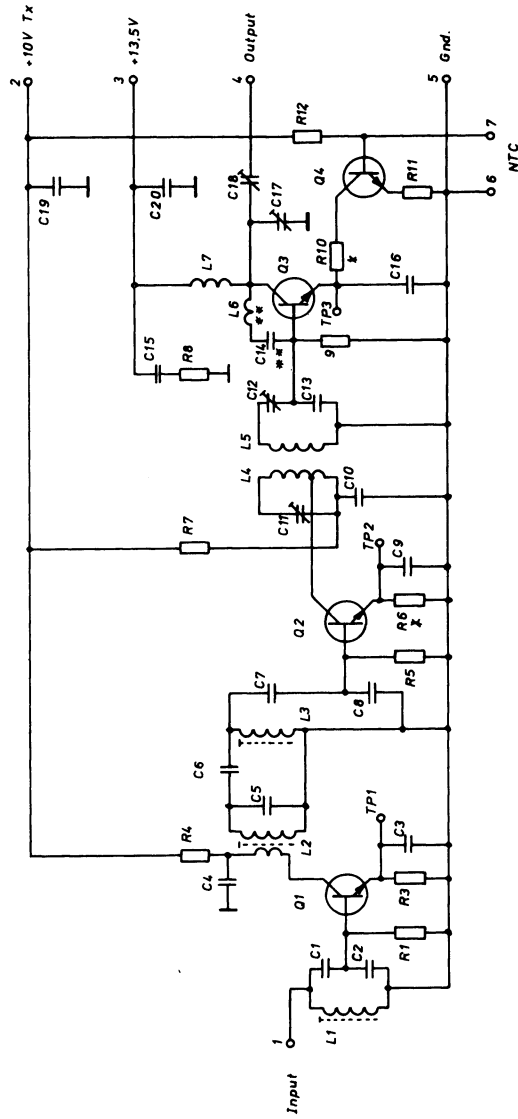 2 +10V Tx
3 +13,5V
4 Output
5 Gnd.
7
6
NTC
R12
C19
C20
C18
C17
Q4
R11
R10
*
L7
L6
**
Q3
TP3
C16
C15
R8
C14
**
9
C12
C13
L5
L4
C11
C10
R7
TP2
C9
Q2
R6
*
R5
C7
C8
L3
C6
C5
L2
R4
C4
TP1
C3
Q1
R3
R1
C1
C2
L1
1
Input